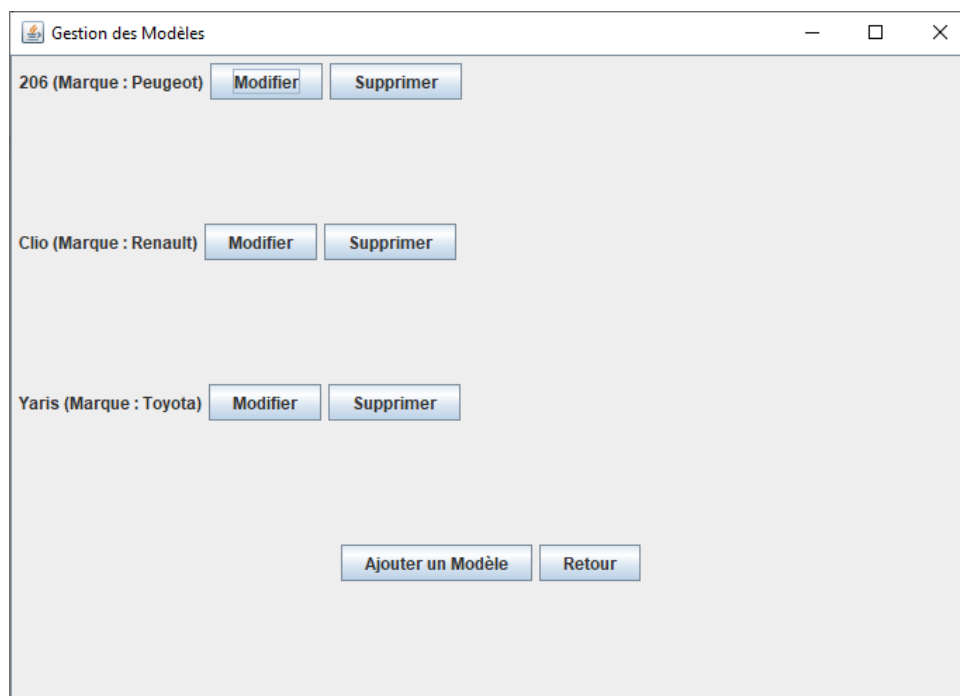 Gestion des Modèles
206 (Marque : Peugeot) Modifier Supprimer
Clio (Marque : Renault) Modifier Supprimer
Yaris (Marque : Toyota) Modifier Supprimer
Ajouter un Modèle Retour